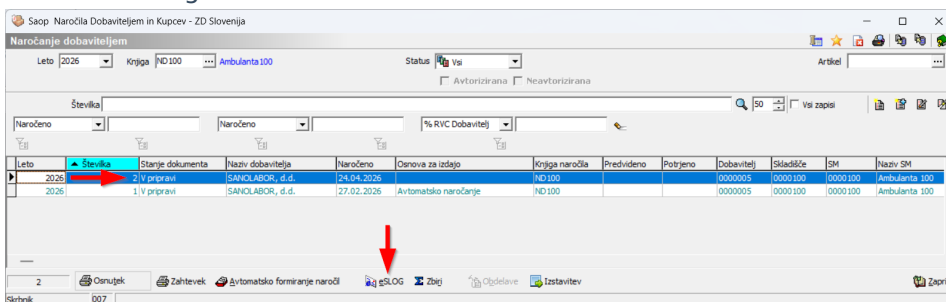 Saop Naročila Dobaviteljem in Kupcev - ZD Slovenija
Naročanje dobaviteljem
Leto 2026 Knjiga ND100 ... Ambulanta 100 Status Vsi Artikel ...
Avtorizirana Neavtorizirana
Številka 50 Vsi zapisi
Naročeno Naročeno % RVC Dobavitelj
Leto Številka Stanje dokumenta Naziv dobavitelja Naročeno Osnova za izdajo Knjiga naročila Predvideno Potrjeno Dobavitelj Skladišče SM Naziv SM
2026 2 V pripravi SANOLABOR, d.d. 24.04.2026 ND100 0000005 0000100 0000100 Ambulanta 100
2026 1 V pripravi SANOLABOR, d.d. 27.02.2026 Avtomatsko naročanje ND100 0000005 0000100 0000100 Ambulanta 100
2 Osnutek Zahtevek Avtomatsko formiranje naročil eSLOG Zbiri Obdelave Izstavitev Zapri
Skrbnik 007